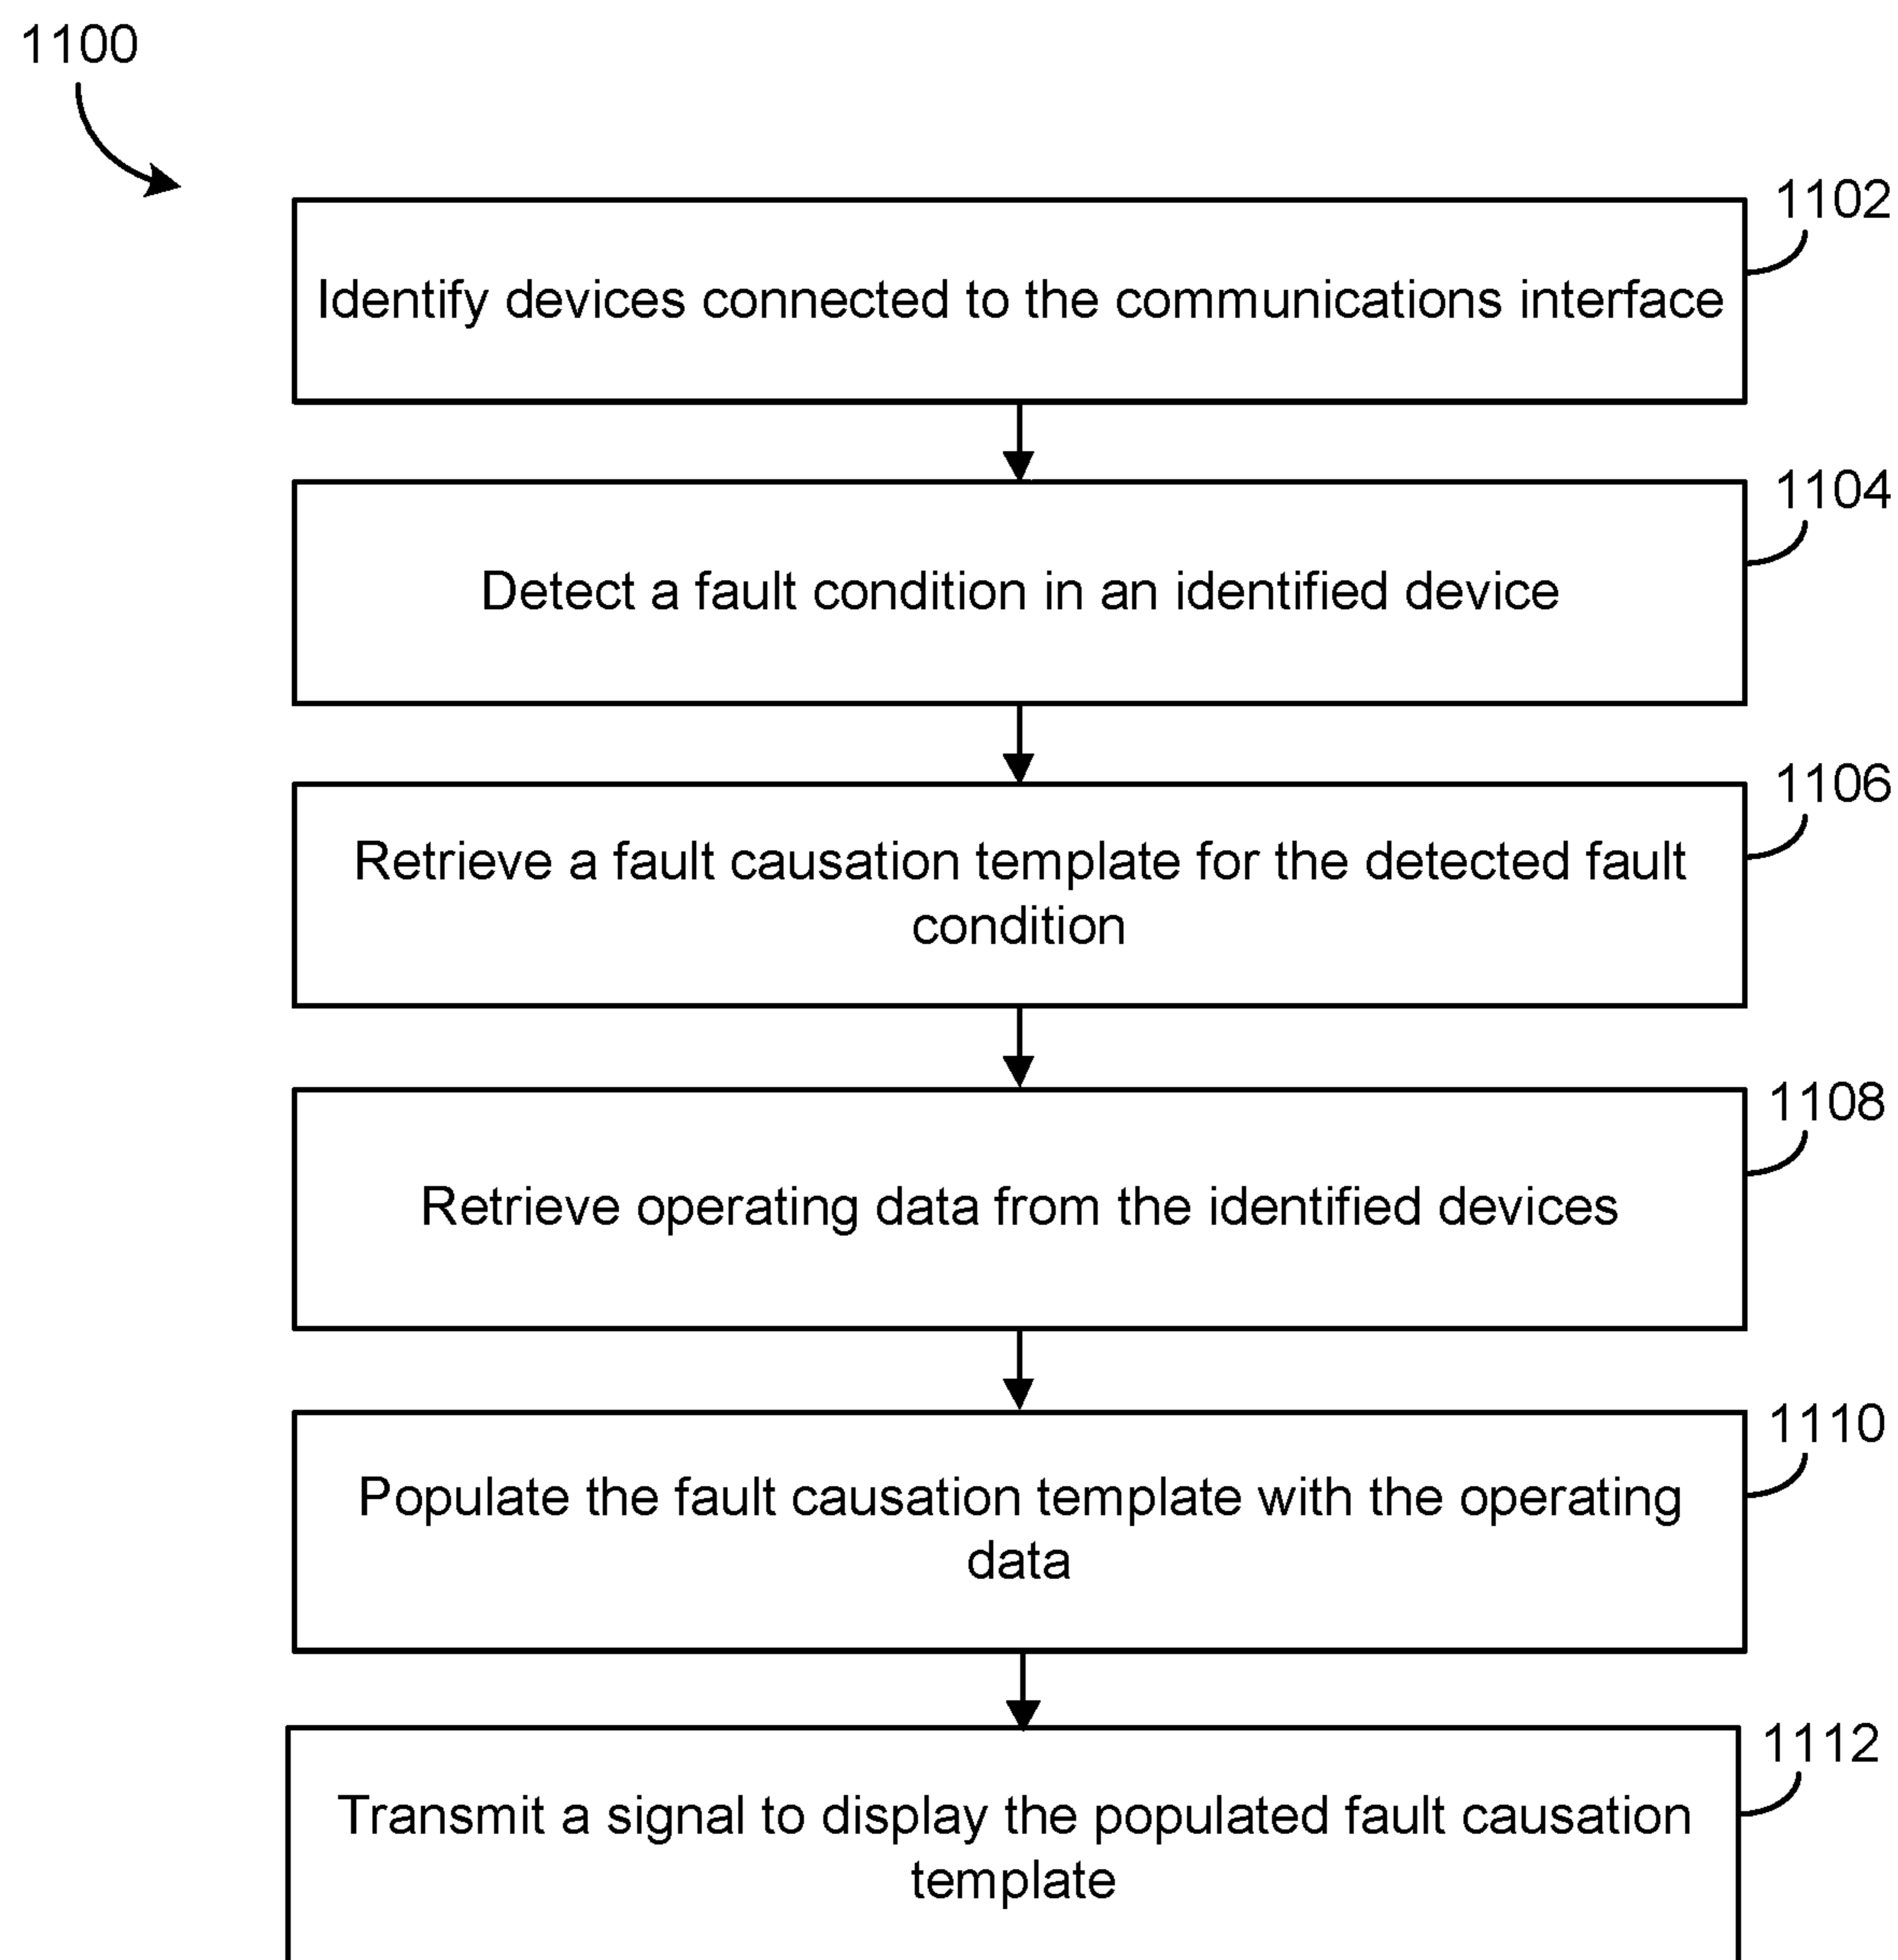 1100
1102
Identify devices connected to the communications interface
1104
Detect a fault condition in an identified device
1106
Retrieve a fault causation template for the detected fault
condition
1108
Retrieve operating data from the identified devices
1110
Populate the fault causation template with the operating
data
1112
Transmit a signal to display the populated fault causation
template